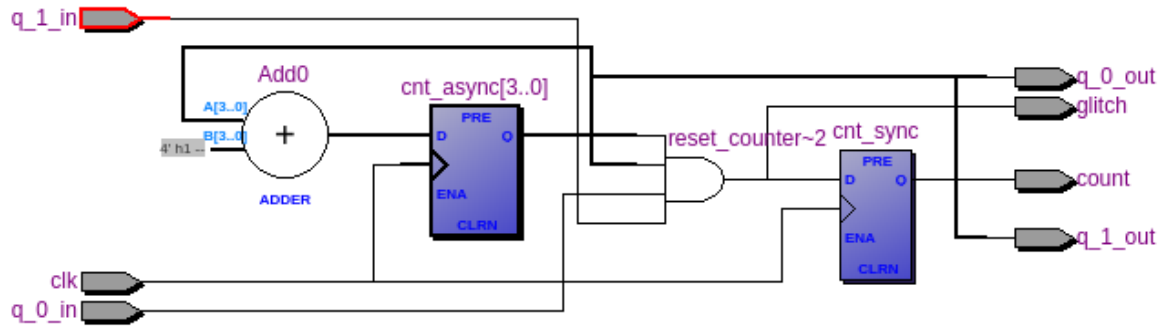 q_1_in
Add0
A[3..0]
B[3..0]
4' h1 --
+
ADDER
cnt_async[3..0]
PRE
D
Q
ENA
CLRN
reset_counter~2
cnt_sync
PRE
D
Q
ENA
CLRN
q_0_out
glitch
count
q_1_out
clk
q_0_in